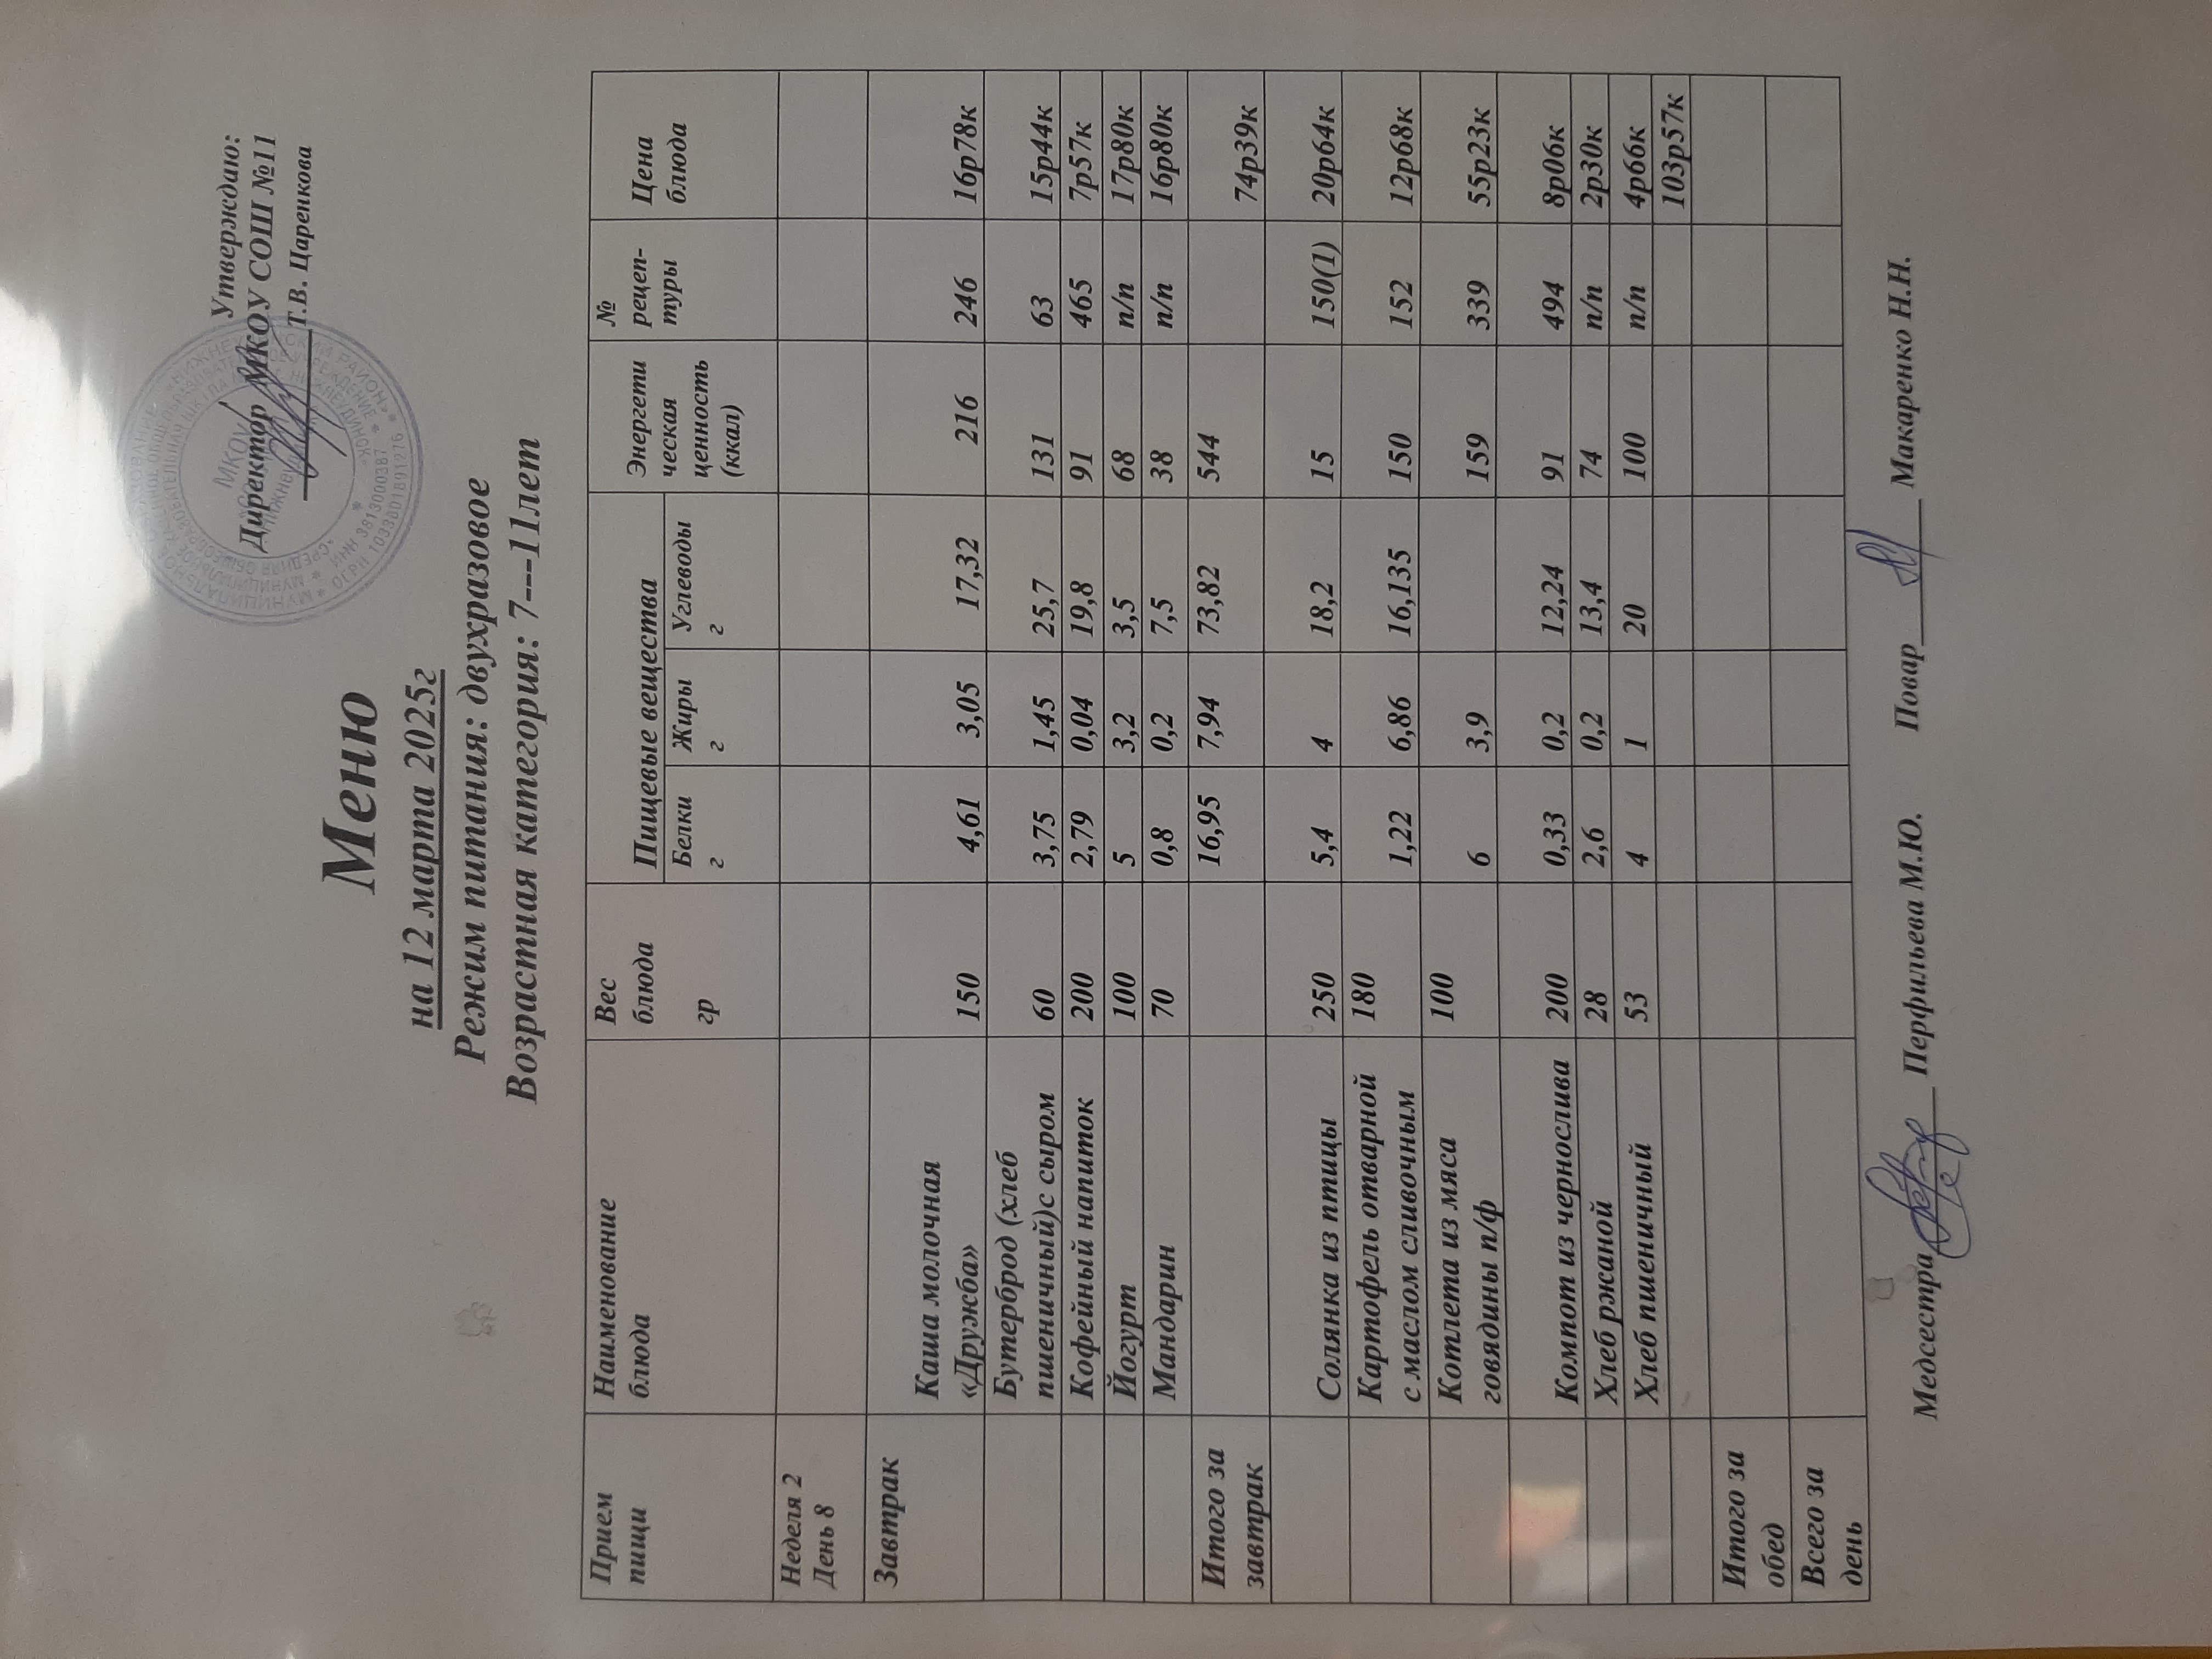 Утверждаю:
Директор МКОУ СОШ №11
Т.В. Царенкова
Меню
на 12 марта 2025г
Режим питания: двухразовое
Возрастная категория: 7---11лет
Прием пищи Наименование блюда Вес блюда гр Пищевые вещества Энергети ческая ценность (ккал) № рецеп- туры Цена блюда
Белки г Жиры г Углеводы г
Неделя 2
День 8
Завтрак Каша молочная «Дружба» 150 4,61 3,05 17,32 216 246 16р78к
Бутерброд (хлеб пшеничный)с сыром 60 3,75 1,45 25,7 131 63 15р44к
Кофейный напиток 200 2,79 0,04 19,8 91 465 7р57к
Йогурт 100 5 3,2 3,5 68 п/п 17р80к
Мандарин 70 0,8 0,2 7,5 38 п/п 16р80к
Итого за завтрак 16,95 7,94 73,82 544 74р39к
Солянка из птицы 250 5,4 4 18,2 15 150(1) 20р64к
Картофель отварной с маслом сливочным 180 1,22 6,86 16,135 150 152 12р68к
Котлета из мяса говядины п/ф 100 6 3,9 159 339 55р23к
Компот из чернослива 200 0,33 0,2 12,24 91 494 8р06к
Хлеб ржаной 28 2,6 0,2 13,4 74 п/п 2р30к
Хлеб пшеничный 53 4 1 20 100 п/п 4р66к
103р57к
Итого за обед
Всего за день
Медсестра Перфильева М.Ю. Повар Макаренко Н.Н.